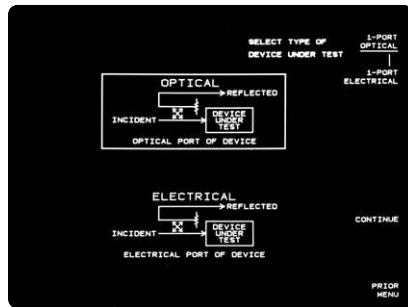 SELECT TYPE OF
DEVICE UNDER TEST
1-PORT
OPTICAL
1-PORT
ELECTRICAL
OPTICAL
REFLECTED
INCIDENT
DEVICE
UNDER
TEST
OPTICAL PORT OF DEVICE
ELECTRICAL
REFLECTED
INCIDENT
DEVICE
UNDER
TEST
ELECTRICAL PORT OF DEVICE
CONTINUE
PRIOR
MENU